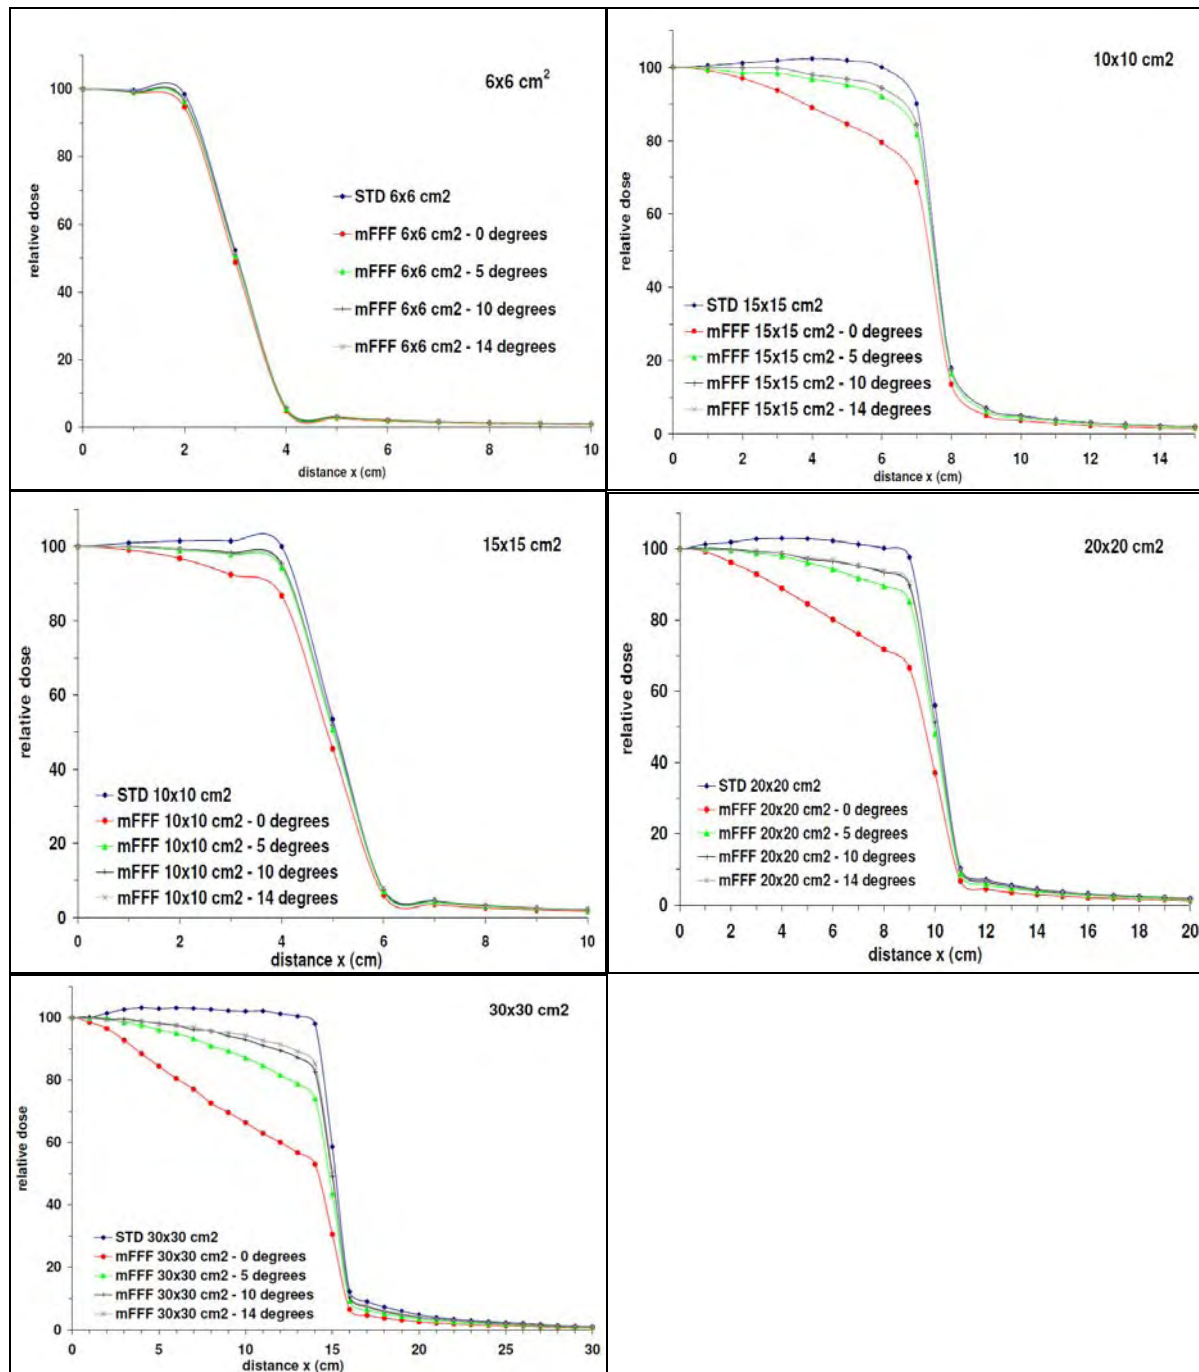 6x6 cm2
100
80
60
40
20
0
relative dose
STD 6x6 cm2
mFFF 6x6 cm2 - 0 degrees
mFFF 6x6 cm2 - 5 degrees
mFFF 6x6 cm2 - 10 degrees
mFFF 6x6 cm2 - 14 degrees
0 2 4 6 8 10
distance x (cm)
10x10 cm2
100
80
60
40
20
0
relative dose
STD 15x15 cm2
mFFF 15x15 cm2 - 0 degrees
mFFF 15x15 cm2 - 5 degrees
mFFF 15x15 cm2 - 10 degrees
mFFF 15x15 cm2 - 14 degrees
0 2 4 6 8 10 12 14
distance x (cm)
15x15 cm2
100
80
60
40
20
0
relative dose
STD 10x10 cm2
mFFF 10x10 cm2 - 0 degrees
mFFF 10x10 cm2 - 5 degrees
mFFF 10x10 cm2 - 10 degrees
mFFF 10x10 cm2 - 14 degrees
0 2 4 6 8 10
distance x (cm)
20x20 cm2
100
80
60
40
20
0
relative dose
STD 20x20 cm2
mFFF 20x20 cm2 - 0 degrees
mFFF 20x20 cm2 - 5 degrees
mFFF 20x20 cm2 - 10 degrees
mFFF 20x20 cm2 - 14 degrees
0 2 4 6 8 10 12 14 16 18 20
distance x (cm)
30x30 cm2
100
80
60
40
20
0
relative dose
STD 30x30 cm2
mFFF 30x30 cm2 - 0 degrees
mFFF 30x30 cm2 - 5 degrees
mFFF 30x30 cm2 - 10 degrees
mFFF 30x30 cm2 - 14 degrees
0 5 10 15 20 25 30
distance x (cm)